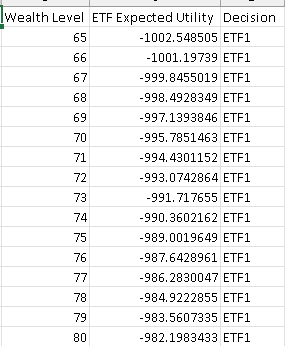 Wealth Level ETF Expected Utility Decision
65 -1002.548505 ETF1
66 -1001.19739 ETF1
67 -999.8455019 ETF1
68 -998.4928349 ETF1
69 -997.1393846 ETF1
70 -995.7851463 ETF1
71 -994.4301152 ETF1
72 -993.0742864 ETF1
73 -991.717655 ETF1
74 -990.3602162 ETF1
75 -989.0019649 ETF1
76 -987.6428961 ETF1
77 -986.2830047 ETF1
78 -984.9222855 ETF1
79 -983.5607335 ETF1
80 -982.1983433 ETF1